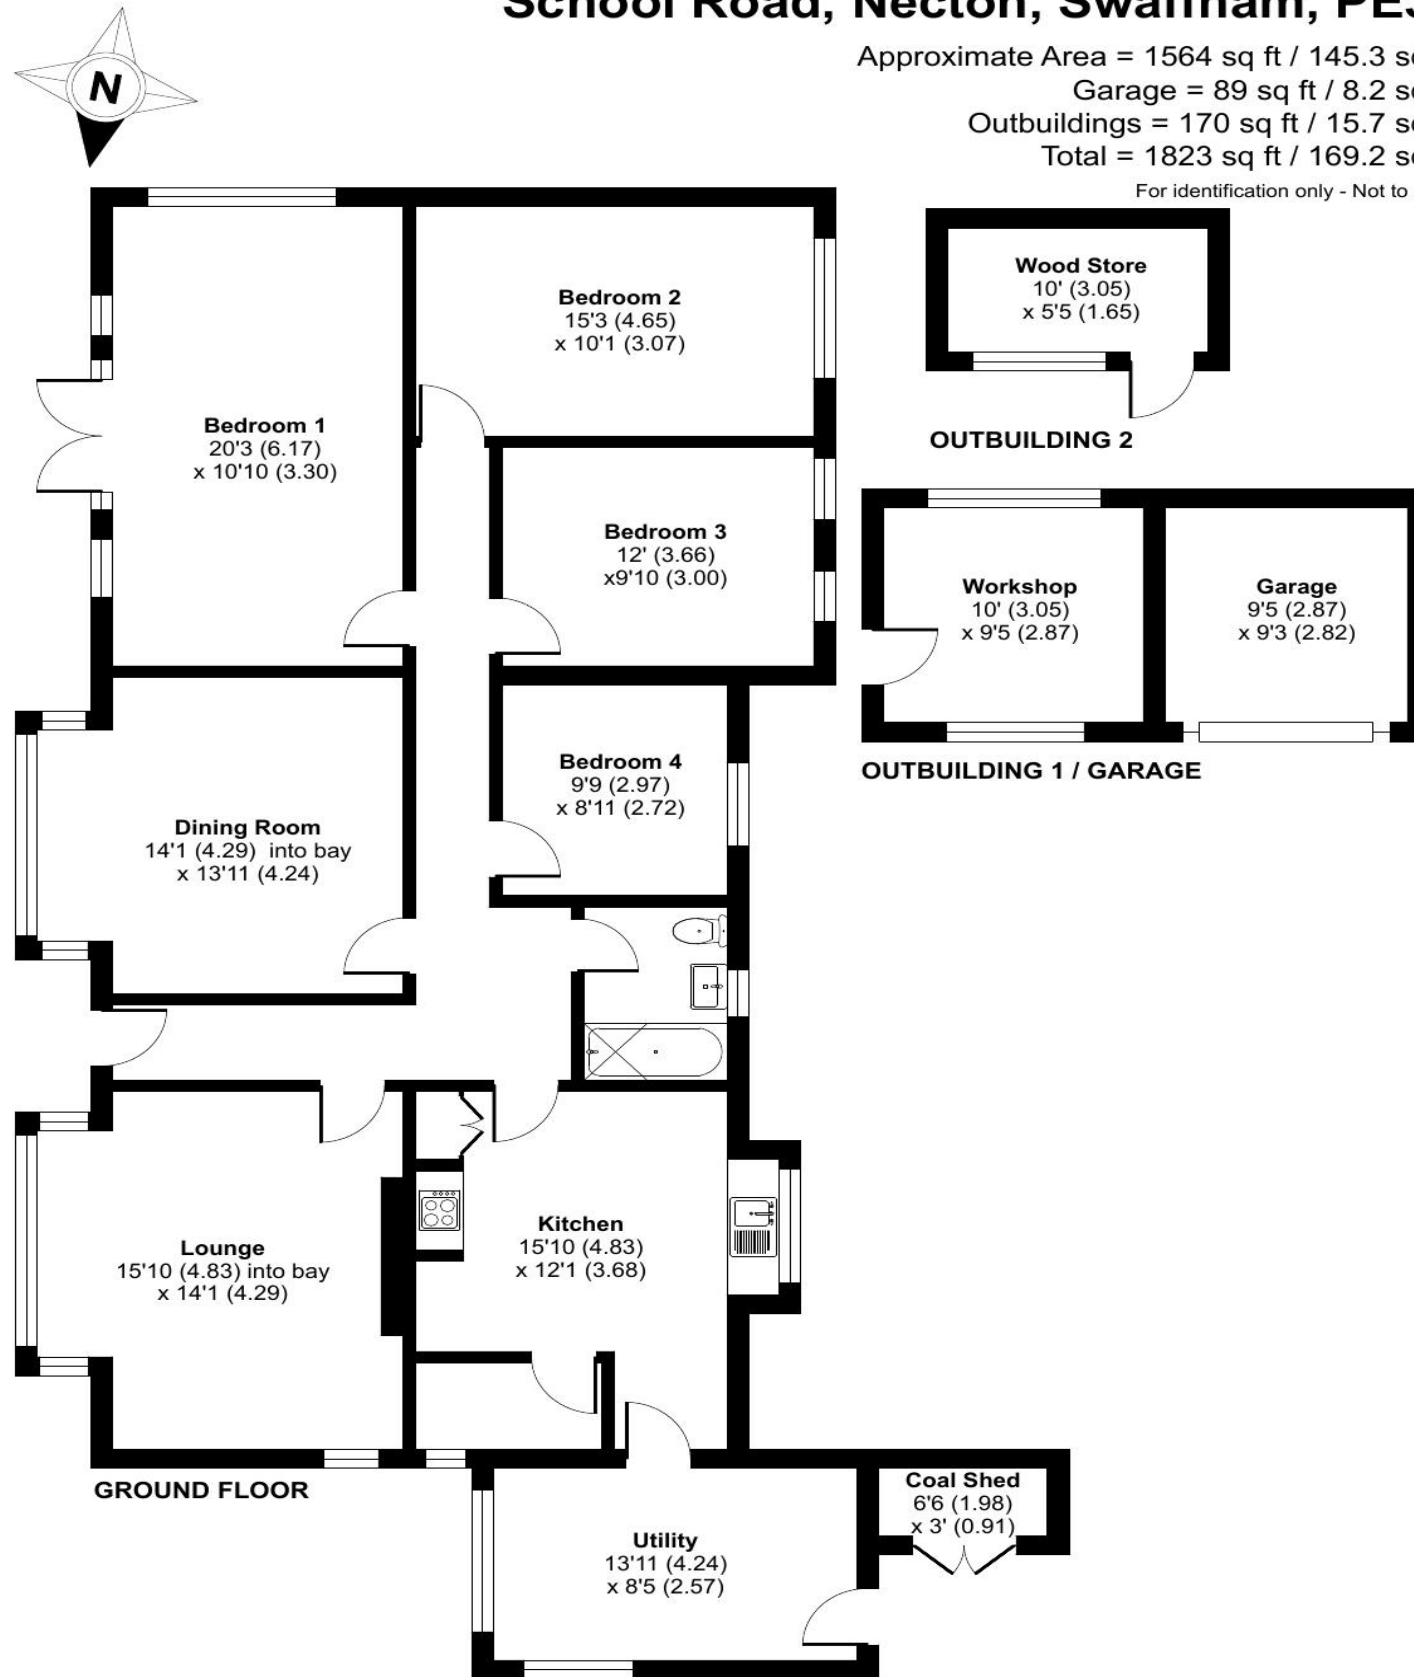 School Road, Necton, Swaffham,
Approximate Area = 1564 sq ft / 145.3
Garage = 89 sq ft / 8.2
Outbuildings = 170 sq ft / 15.7
Total = 1823 sq ft / 169.2
For identification only - Not to
N
Wood Store
10' (3.05)
x 5'5 (1.65)
OUTBUILDING 2
Bedroom 2
15'3 (4.65)
x 10'1 (3.07)
Bedroom 1
20'3 (6.17)
x 10'10 (3.30)
Bedroom 3
12' (3.66)
x9'10 (3.00)
Workshop
10' (3.05)
x 9'5 (2.87)
Garage
9'5 (2.87)
x 9'3 (2.82)
OUTBUILDING 1 / GARAGE
Bedroom 4
9'9 (2.97)
x 8'11 (2.72)
Dining Room
14'1 (4.29) into bay
x 13'11 (4.24)
Kitchen
15'10 (4.83)
x 12'1 (3.68)
Lounge
15'10 (4.83) into bay
x 14'1 (4.29)
GROUND FLOOR
Coal Shed
6'6 (1.98)
x 3' (0.91)
Utility
13'11 (4.24)
x 8'5 (2.57)